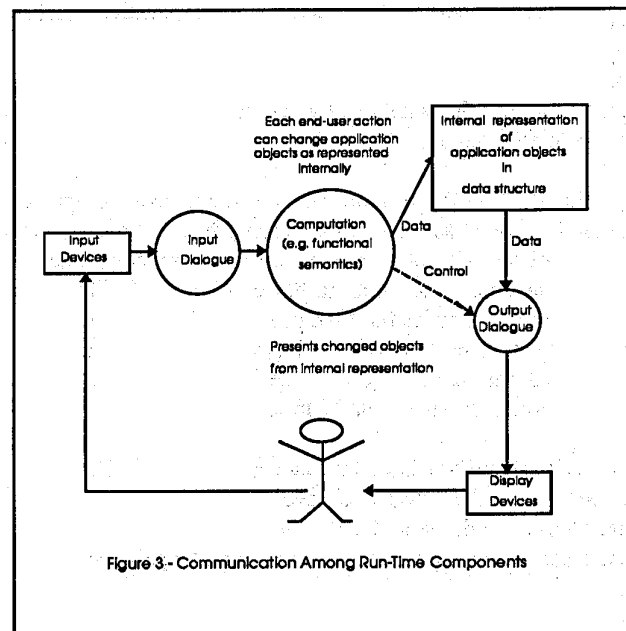 Each end-user action
can change application
objects as represented
internally
Internal representation
of
application objects
in
data structure
Input
Devices
Input
Dialogue
Computation
(e.g. functional
semantics)
Data
Data
Control
Output
Dialogue
Presents changed objects
from internal representation
Display
Devices
Figure 3 - Communication Among Run-Time Components